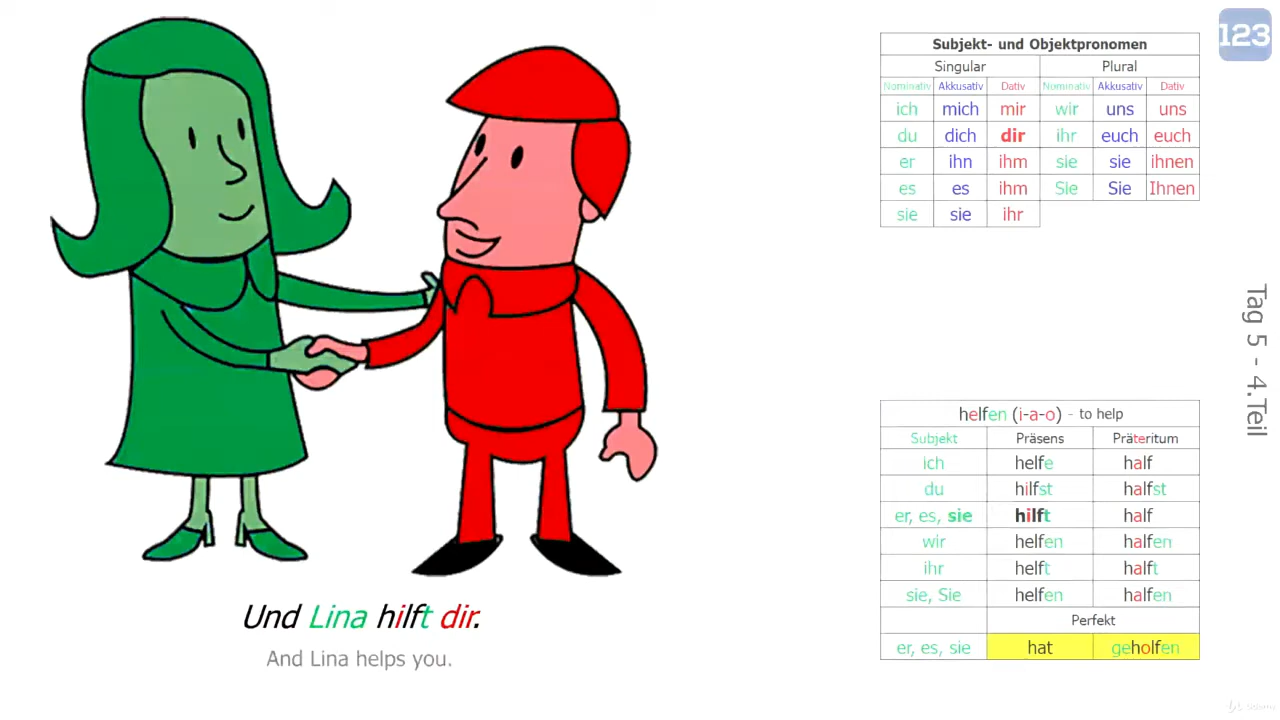 123
Subjekt- und Objektpronomen
Singular Plural
Nominativ Akkusativ Dativ Nominativ Akkusativ Dativ
ich mich mir wir uns uns
du dich dir ihr euch euch
er ihn ihm sie sie ihnen
es es ihm Sie Sie Ihnen
sie sie ihr
Tag 5 - 4.Teil
helfen (i-a-o) - to help
Subjekt Präsens Präteritum
ich helfe half
du hilfst halfst
er, es, sie hilft half
wir helfen halfen
ihr helft halft
sie, Sie helfen halfen
Perfekt
er, es, sie hat geholfen
Und Lina hilft dir.
And Lina helps you.